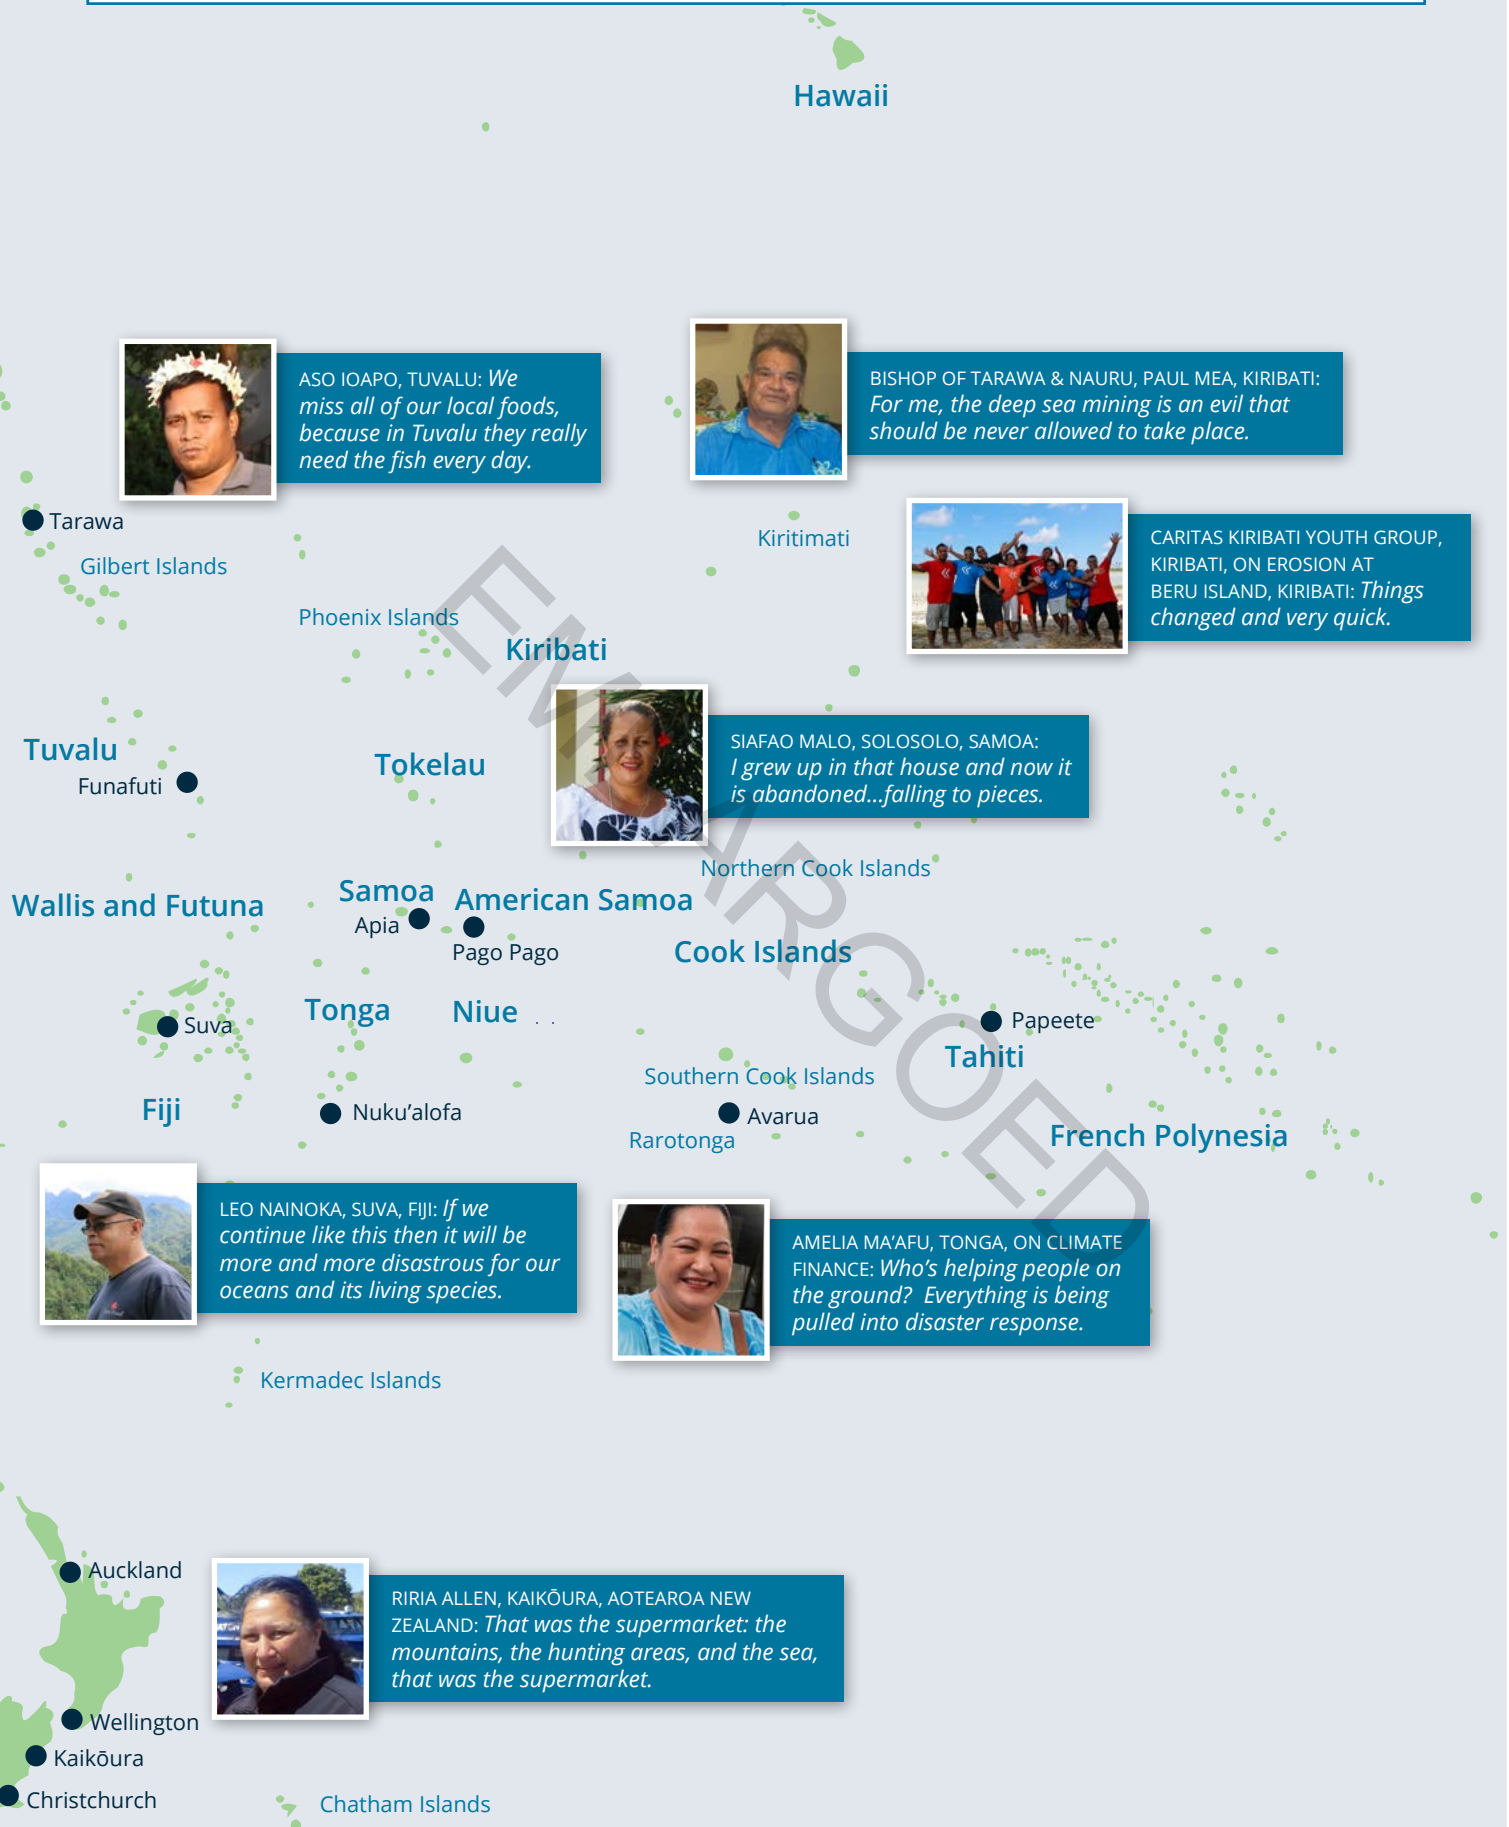 Hawaii
ASO IOAPO, TUVALU: We
miss all of our local foods,
because in Tuvalu they really
need the fish every day.
BISHOP OF TARAWA & NAURU, PAUL MEA, KIRIBATI:
For me, the deep sea mining is an evil that
should be never allowed to take place.
Tarawa
Gilbert Islands
Kiritimati
CARITAS KIRIBATI YOUTH GROUP,
KIRIBATI, ON EROSION AT
BERU ISLAND, KIRIBATI: Things
changed and very quick.
Phoenix Islands
Kiribati
Tuvalu
Funafuti
Tokelau
SIAFAO MALO, SOLOSOLO, SAMOA:
I grew up in that house and now it
is abandoned...falling to pieces.
Northern Cook Islands
Wallis and Futuna
Samoa
Apia
American Samoa
Pago Pago
Cook Islands
Suva
Tonga
Niue
Papeete
Tahiti
Southern Cook Islands
Fiji
Nuku’alofa
Avarua
Rarotonga
French Polynesia
EMBARGOED
LEO NAINOKA, SUVA, FIJI: If we
continue like this then it will be
more and more disastrous for our
oceans and its living species.
AMELIA MA’AFU, TONGA, ON CLIMATE
FINANCE: Who’s helping people on
the ground? Everything is being
pulled into disaster response.
Kermadec Islands
Auckland
RIRIA ALLEN, KAIKŌURA, AOTEAROA NEW
ZEALAND: That was the supermarket: the
mountains, the hunting areas, and the sea,
that was the supermarket.
Wellington
Kaikōura
Christchurch
Chatham Islands